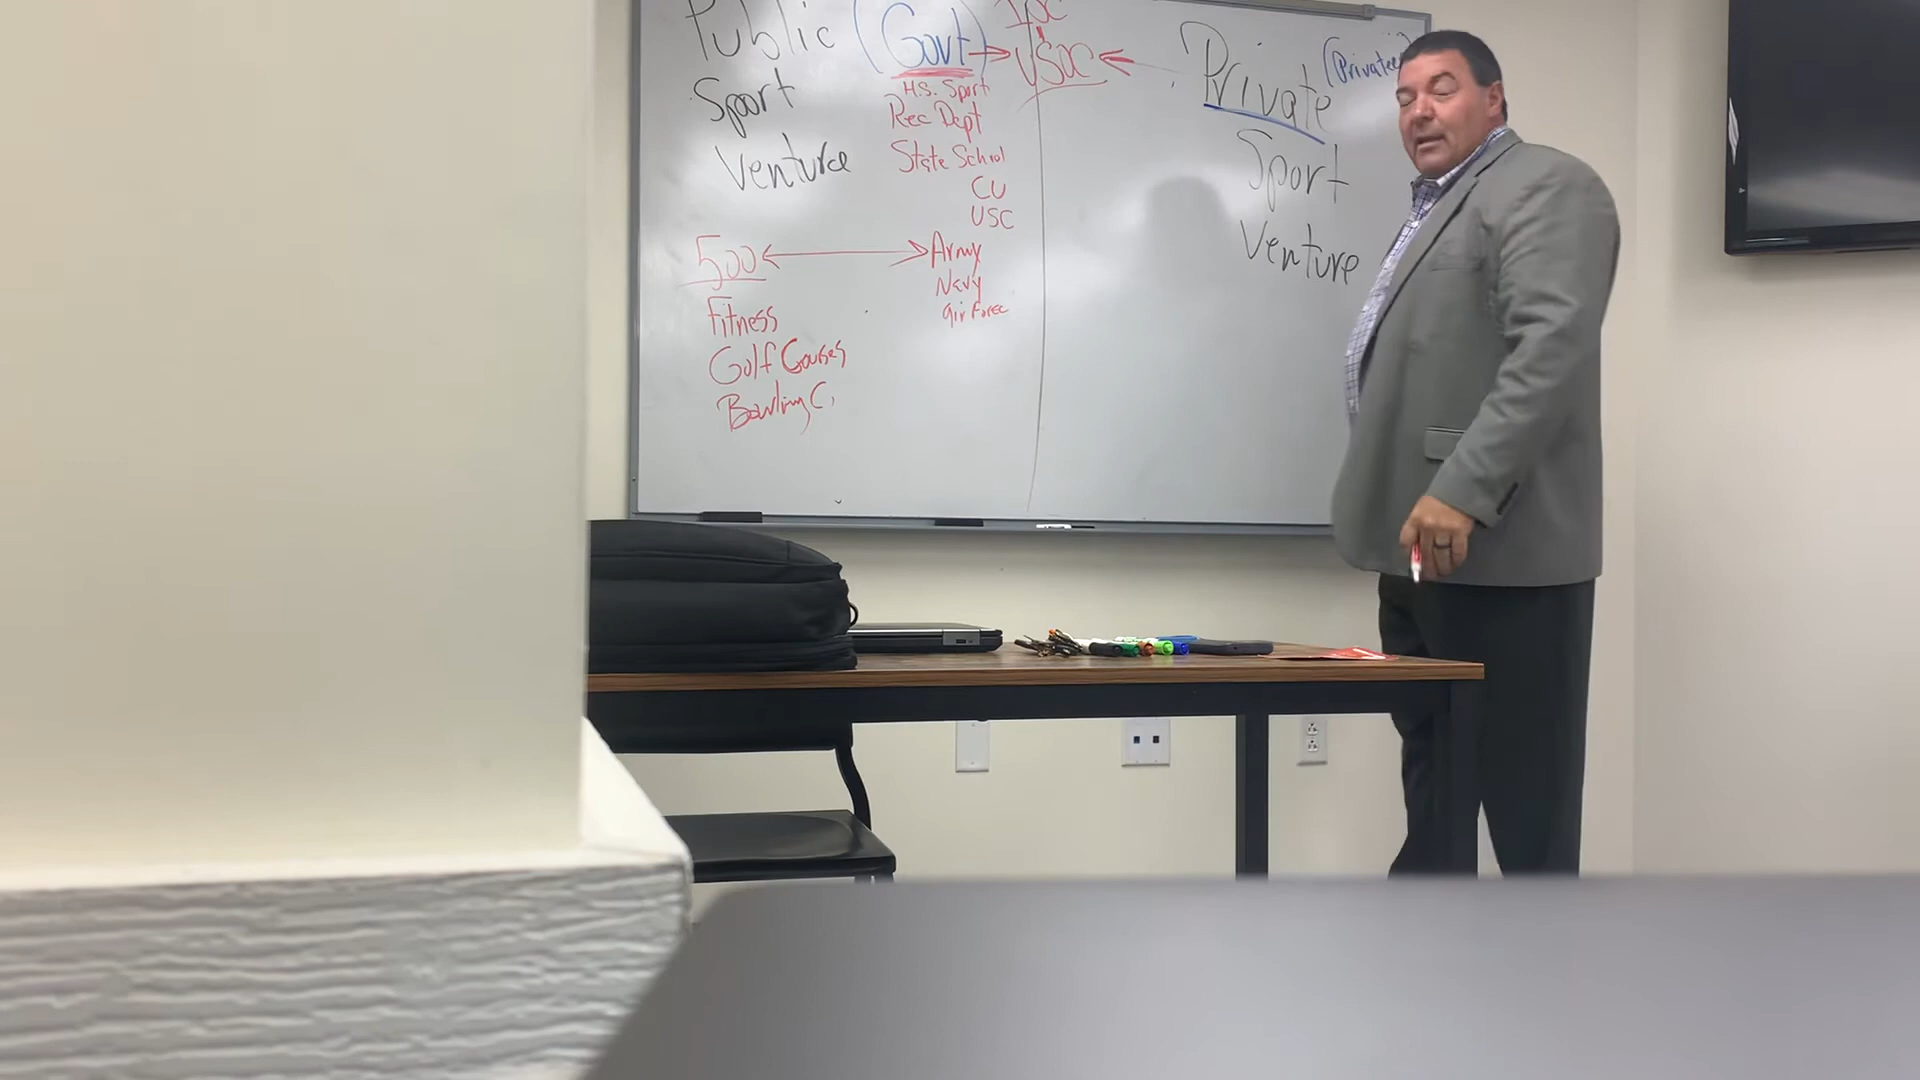 Public (Govt)
Sport
Venture
IOC
USOC
H.S. Sport
Rec Dept
State School
CU
USC
500
Army
Navy
Air Force
Fitness
Golf Courses
Bowling C.
Private
Sport
Venture